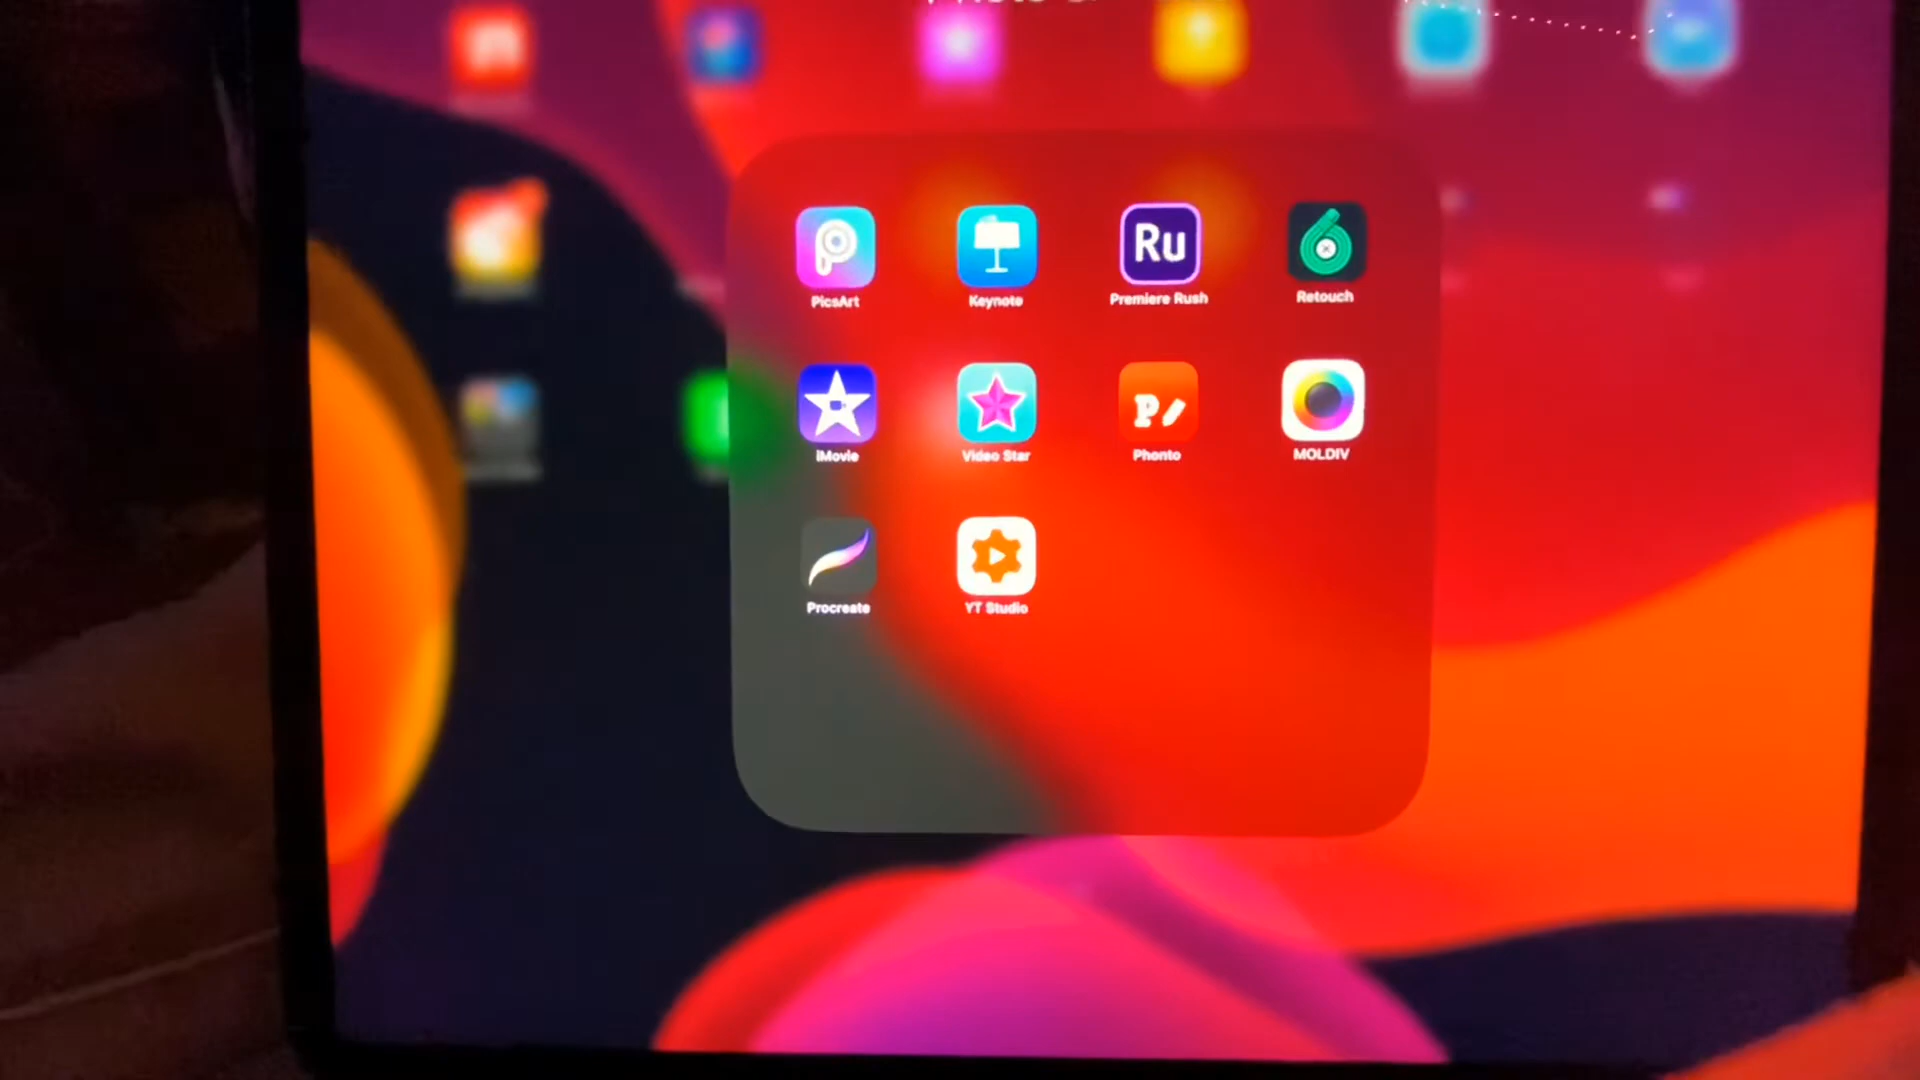 PicsArt
Keynote
Ru
Premiere Rush
Retouch
iMovie
Video Star
P
Phonto
MOLDIV
Procreate
YT Studio